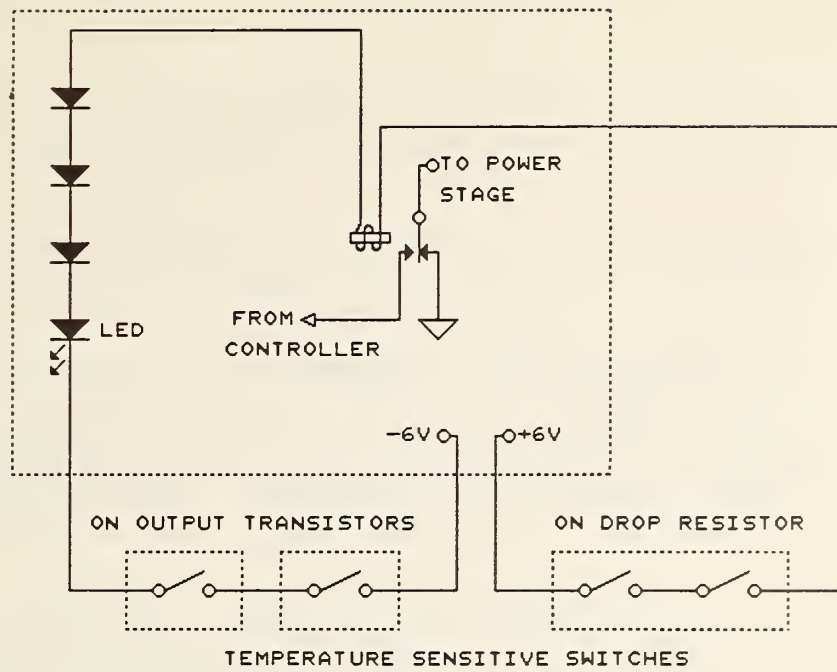 TO POWER
STAGE
LED
FROM
CONTROLLER
-6V
+6V
ON OUTPUT TRANSISTORS
ON DROP RESISTOR
TEMPERATURE SENSITIVE SWITCHES